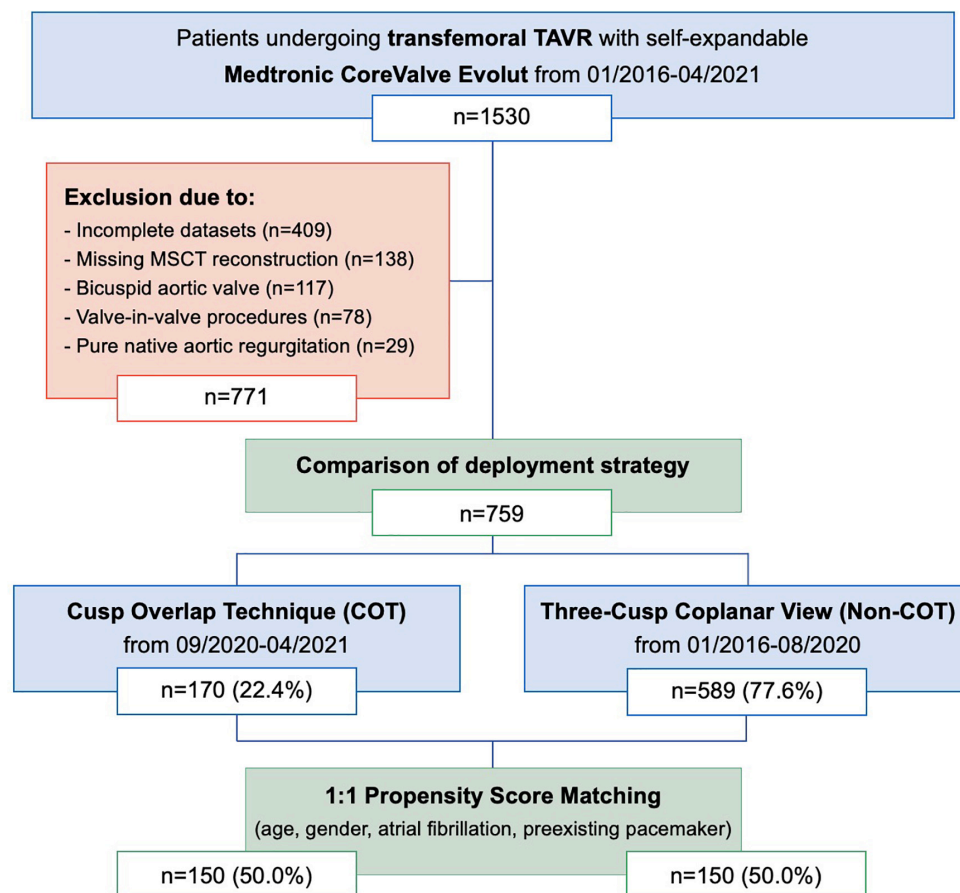 Patients undergoing transfemoral TAVR with self-expandable
Medtronic CoreValve Evolut from 01/2016-04/2021
n=1530
Exclusion due to:
- Incomplete datasets (n=409)
- Missing MSCT reconstruction (n=138)
- Bicuspid aortic valve (n=117)
- Valve-in-valve procedures (n=78)
- Pure native aortic regurgitation (n=29)
n=771
Comparison of deployment strategy
n=759
Cusp Overlap Technique (COT)
from 09/2020-04/2021
n=170 (22.4%)
Three-Cusp Coplanar View (Non-COT)
from 01/2016-08/2020
n=589 (77.6%)
1:1 Propensity Score Matching
(age, gender, atrial fibrillation, preexisting pacemaker)
n=150 (50.0%)
n=150 (50.0%)